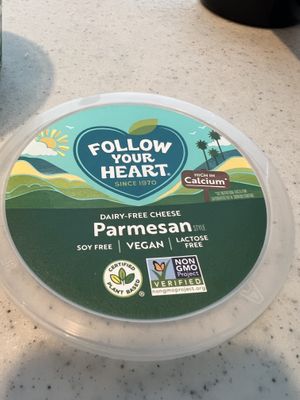 FOLLOW
YOUR
HEART
SINCE 1970
HIGH IN
Calcium*
DAIRY-FREE CHEESE
Parmesan STYLE
SOY FREE | VEGAN | LACTOSE FREE
CERTIFIED
PLANT BASED
NON
GMO
Project
VERIFIED
nongmoproject.org